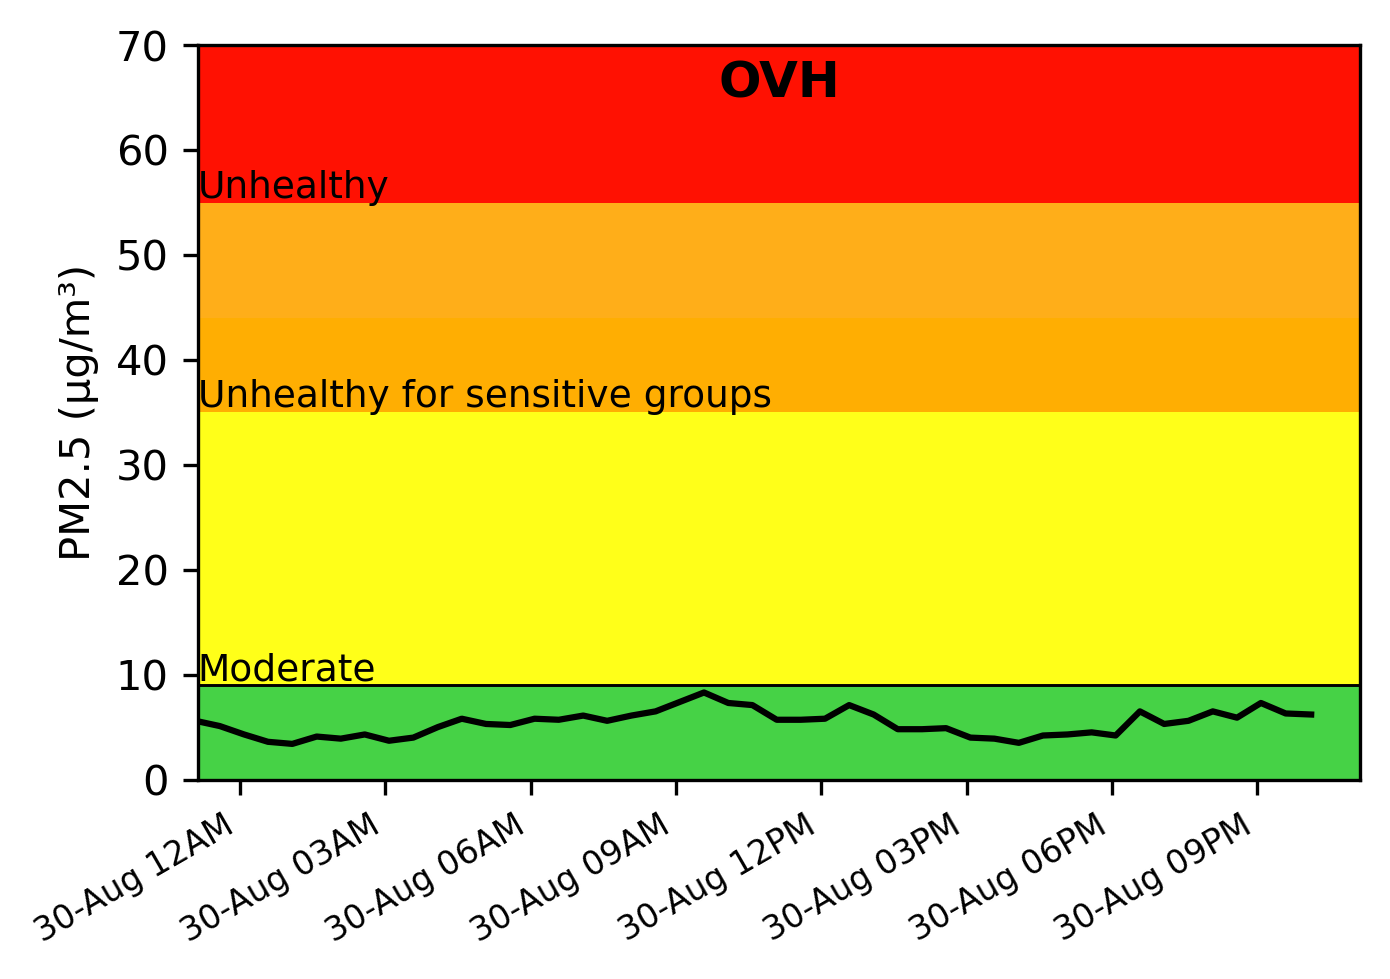 OVH
PM2.5 (µg/m³)
70
60
50
40
30
20
10
0
Unhealthy
Unhealthy for sensitive groups
Moderate
30-Aug 12AM
30-Aug 03AM
30-Aug 06AM
30-Aug 09AM
30-Aug 12PM
30-Aug 03PM
30-Aug 06PM
30-Aug 09PM